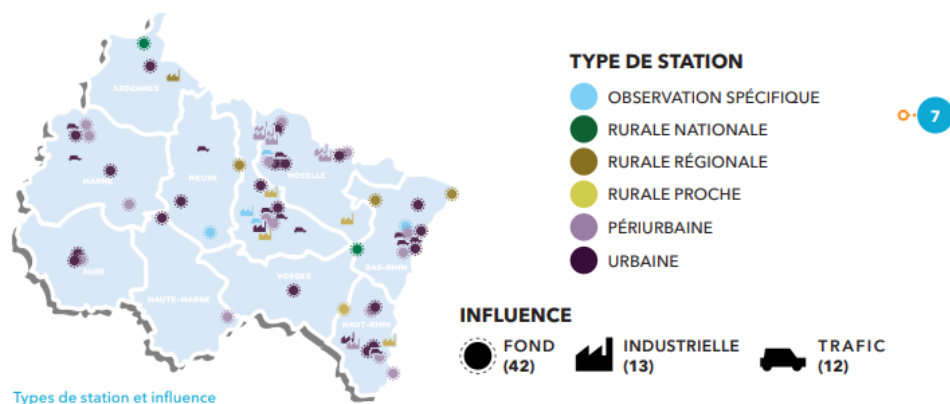 ARDENNES
MARNE
MEUSE
MOSELLE
AUBE
HAUTE-MARNE
VOSGES
BAS-RHIN
HAUT-RHIN
TYPE DE STATION
OBSERVATION SPÉCIFIQUE
RURALE NATIONALE
RURALE RÉGIONALE
RURALE PROCHE
PÉRIURBAINE
URBAINE
7
INFLUENCE
FOND
(42)
INDUSTRIELLE
(13)
TRAFIC
(12)
Types de station et influence